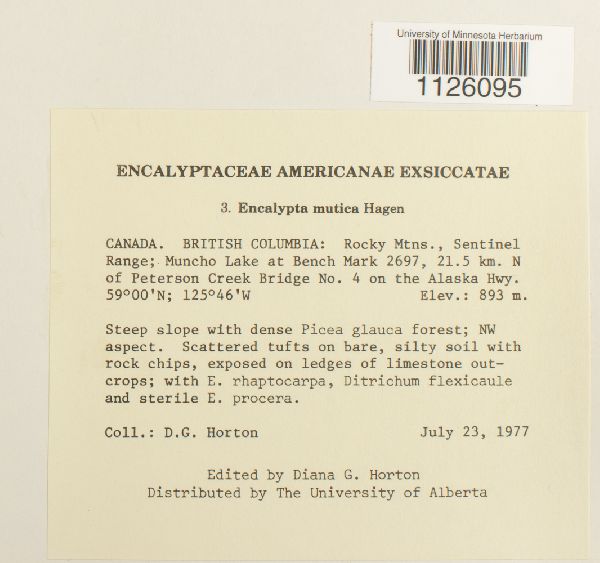 University of Minnesota Herbarium
1126095
ENCALYPTACEAE AMERICANAE EXSICCATAE
3. Encalypta mutica Hagen
CANADA. BRITISH COLUMBIA: Rocky Mtns., Sentinel
Range; Muncho Lake at Bench Mark 2697, 21.5 km. N
of Peterson Creek Bridge No. 4 on the Alaska Hwy.
59°00'N; 125°46'W Elev.: 893 m.
Steep slope with dense Picea glauca forest; NW
aspect. Scattered tufts on bare, silty soil with
rock chips, exposed on ledges of limestone out-
crops; with E. rhaptocarpa, Ditrichum flexicaule
and sterile E. procera.
Coll.: D.G. Horton July 23, 1977
Edited by Diana G. Horton
Distributed by The University of Alberta